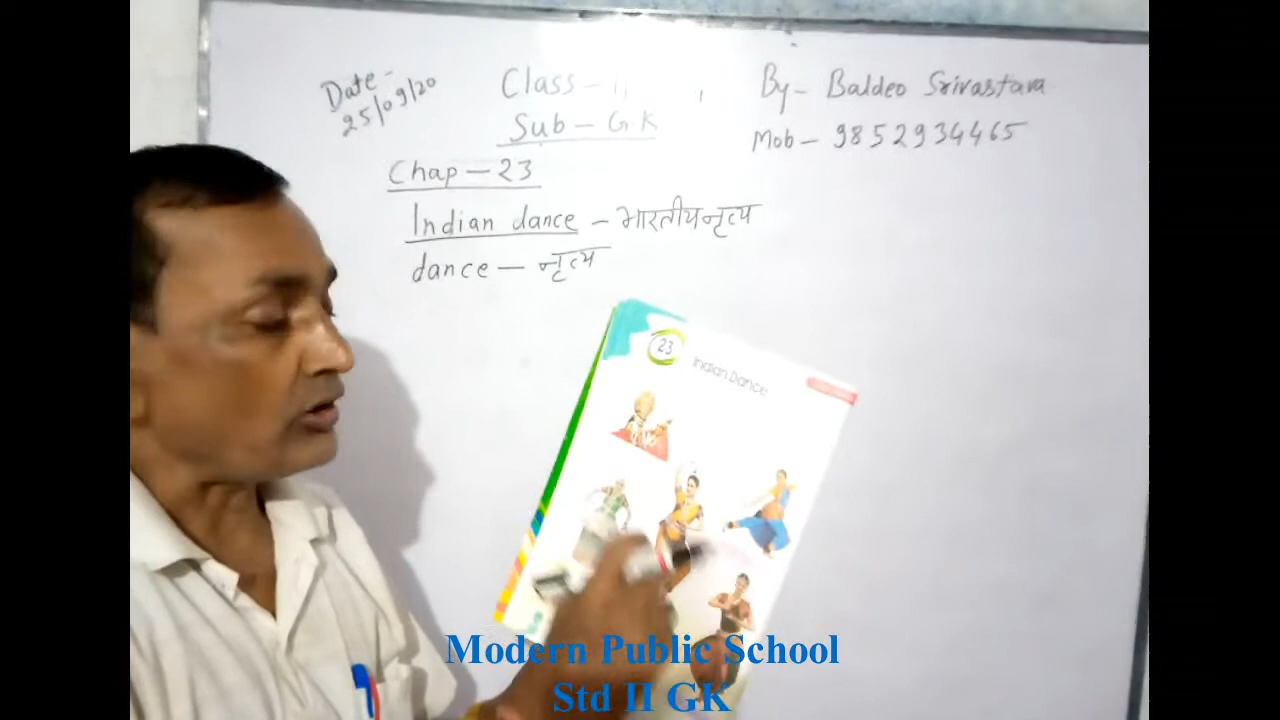 Date -
25/09/20
Class - II
Sub - G.K
By - Baldeo Srivastava
Mob - 9852934465
Chap - 23
Indian dance - भारतीय नृत्य
dance - नृत्य
23
Indian Dance
Modern Public School
Std II GK